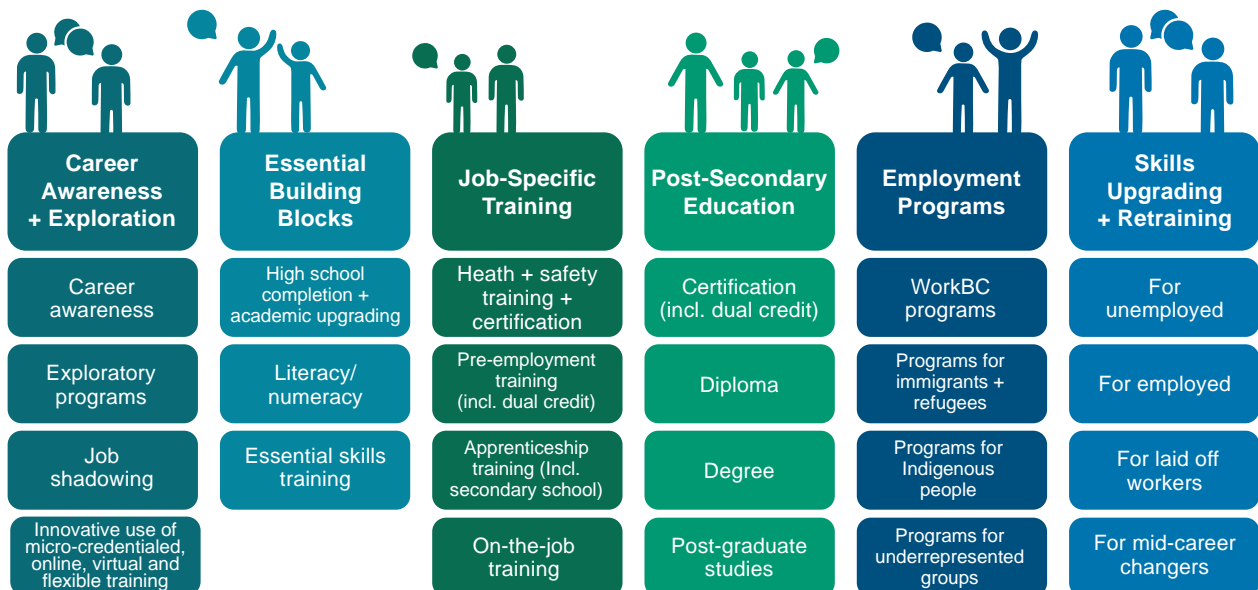 Career
Awareness
+ Exploration
Career
awareness
Exploratory
programs
Job
shadowing
Innovative use of
micro-credentialed,
online, virtual and
flexible training
Essential
Building
Blocks
High school
completion +
academic upgrading
Literacy/
numeracy
Essential skills
training
Job-Specific
Training
Heath + safety
training +
certification
Pre-employment
training
(incl. dual credit)
Apprenticeship
training (Incl.
secondary school)
On-the-job
training
Post-Secondary
Education
Certification
(incl. dual credit)
Diploma
Degree
Post-graduate
studies
Employment
Programs
WorkBC
programs
Programs for
immigrants +
refugees
Programs for
Indigenous
people
Programs for
underrepresented
groups
Skills
Upgrading
+ Retraining
For
unemployed
For employed
For laid off
workers
For mid-career
changers